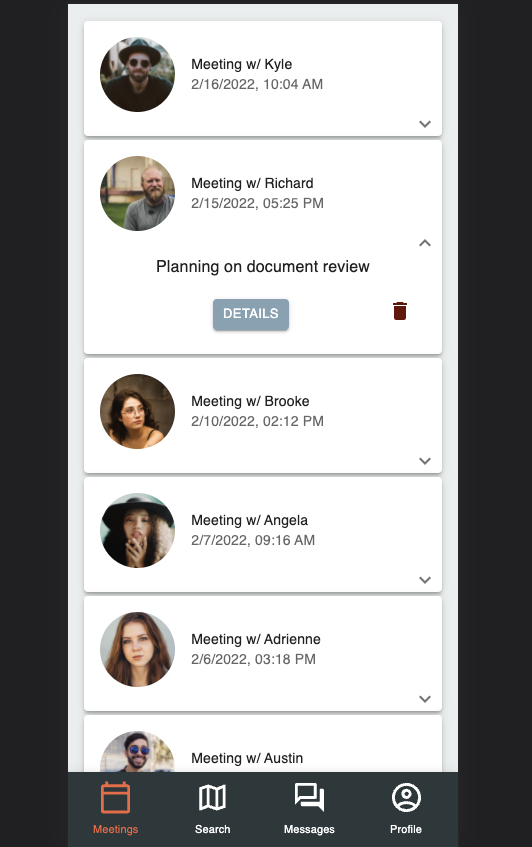 Meeting w/ Kyle
2/16/2022, 10:04 AM
Meeting w/ Richard
2/15/2022, 05:25 PM
Planning on document review
DETAILS
Meeting w/ Brooke
2/10/2022, 02:12 PM
Meeting w/ Angela
2/7/2022, 09:16 AM
Meeting w/ Adrienne
2/6/2022, 03:18 PM
Meeting w/ Austin
Meetings
Search
Messages
Profile